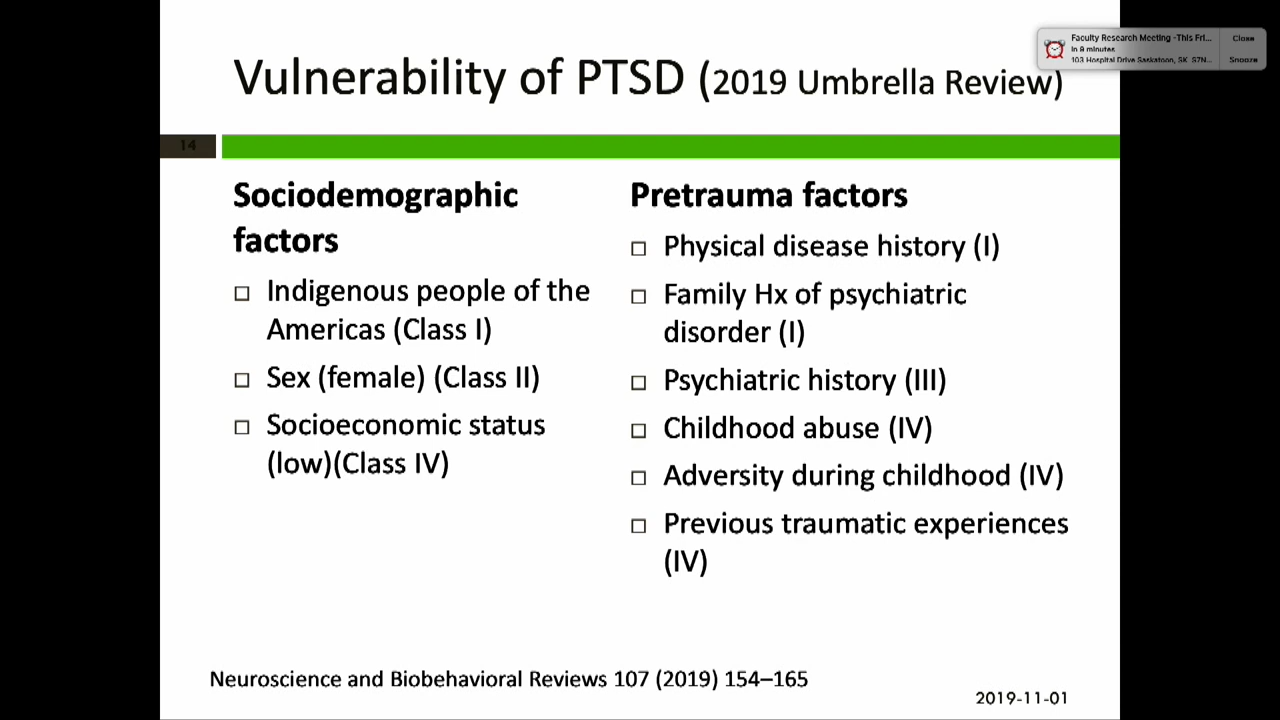 Vulnerability of PTSD (2019 Umbrella Review)
Faculty Research Meeting -This Fri...
In 9 minutes
103 Hospital Drive Saskatoon, SK S7N...
Close
Snooze
14
Sociodemographic
factors
Indigenous people of the
Americas (Class I)
Sex (female) (Class II)
Socioeconomic status
(low)(Class IV)
Pretrauma factors
Physical disease history (I)
Family Hx of psychiatric
disorder (I)
Psychiatric history (III)
Childhood abuse (IV)
Adversity during childhood (IV)
Previous traumatic experiences
(IV)
Neuroscience and Biobehavioral Reviews 107 (2019) 154–165
2019-11-01